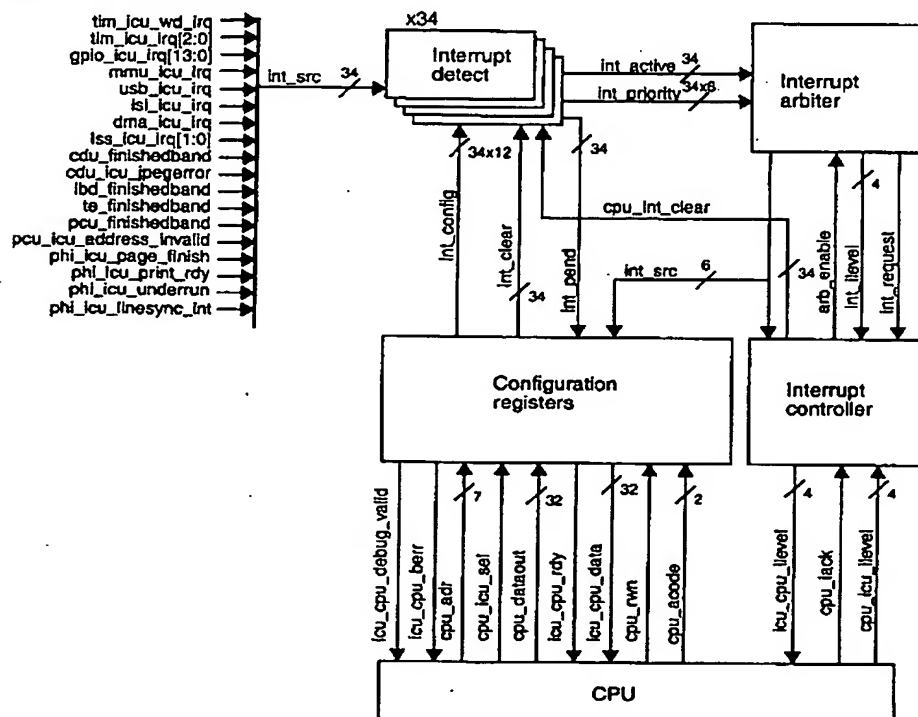 tim_icu_wd_irq
tim_icu_irq[2:0]
gpio_icu_irq[13:0]
mmu_icu_irq
usb_icu_irq
isi_icu_irq
dma_icu_irq
lss_icu_irq[1:0]
cdu_finishedband
cdu_icu_jpegerror
lbd_finishedband
te_finishedband
pcu_finishedband
pcu_icu_address_invalid
phi_icu_page_finish
phi_icu_print_rdy
phi_icu_underrun
phi_icu_linesync_int
int_src
34
x34
Interrupt
detect
int_active
34
int_priority
34x6
Interrupt
arbiter
34x12
34
int_config
int_clear
34
int_pend
cpu_int_clear
34
int_src
6
arb_enable
4
int_ilevel
int_request
Configuration
registers
Interrupt
controller
icu_cpu_debug_valid
icu_cpu_berr
cpu_adr
7
cpu_icu_sel
cpu_dataout
32
icu_cpu_rdy
icu_cpu_data
32
cpu_rwn
cpu_acode
2
icu_cpu_ilevel
4
cpu_iack
cpu_icu_ilevel
4
CPU